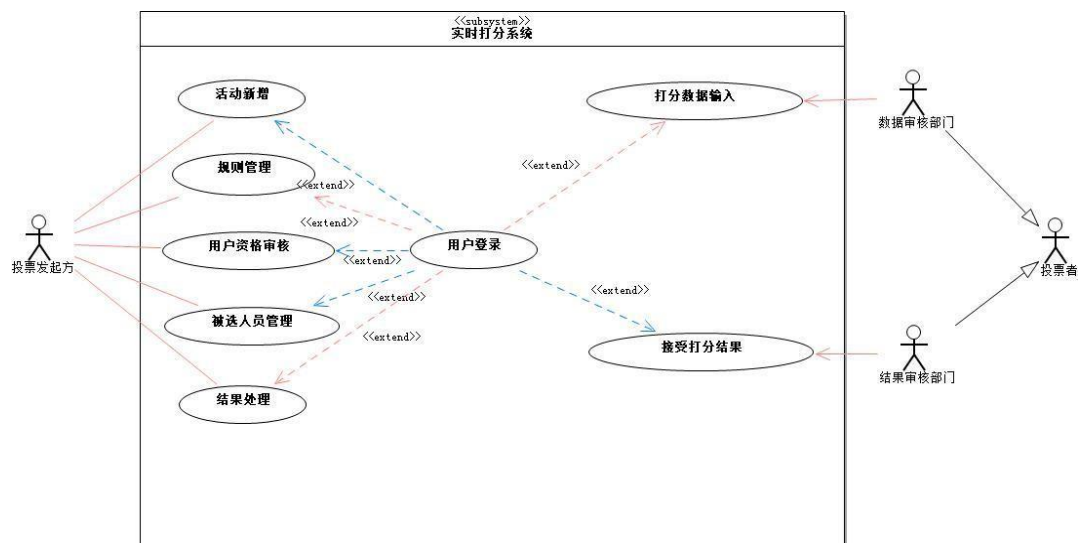 <<subsystem>>
实时打分系统
活动新增
打分数据输入
数据审核部门
<<extend>>
规则管理
<<extend>>
<<extend>>
用户资格审核
用户登录
<<extend>>
投票发起方
投票者
<<extend>>
<<extend>>
被选人员管理
<<extend>>
接受打分结果
结果审核部门
结果处理